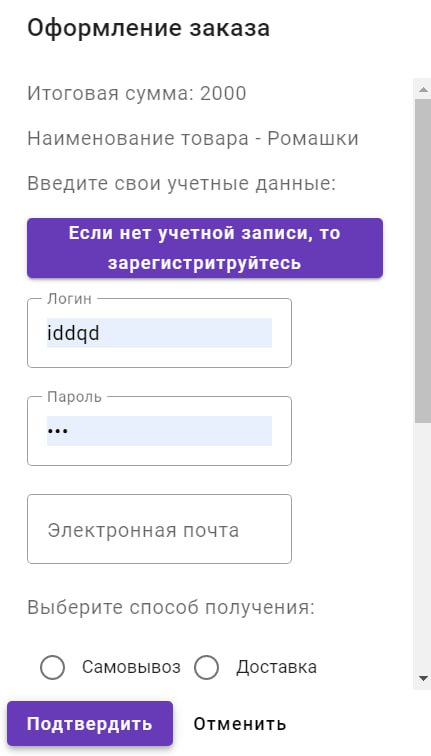 Оформление заказа
Итоговая сумма: 2000
Наименование товара - Ромашки
Введите свои учетные данные:
Если нет учетной записи, то
зарегистритруйтесь
Логин
iddqd
Пароль
•••
Электронная почта
Выберите способ получения:
Самовывоз Доставка
Подтвердить Отменить